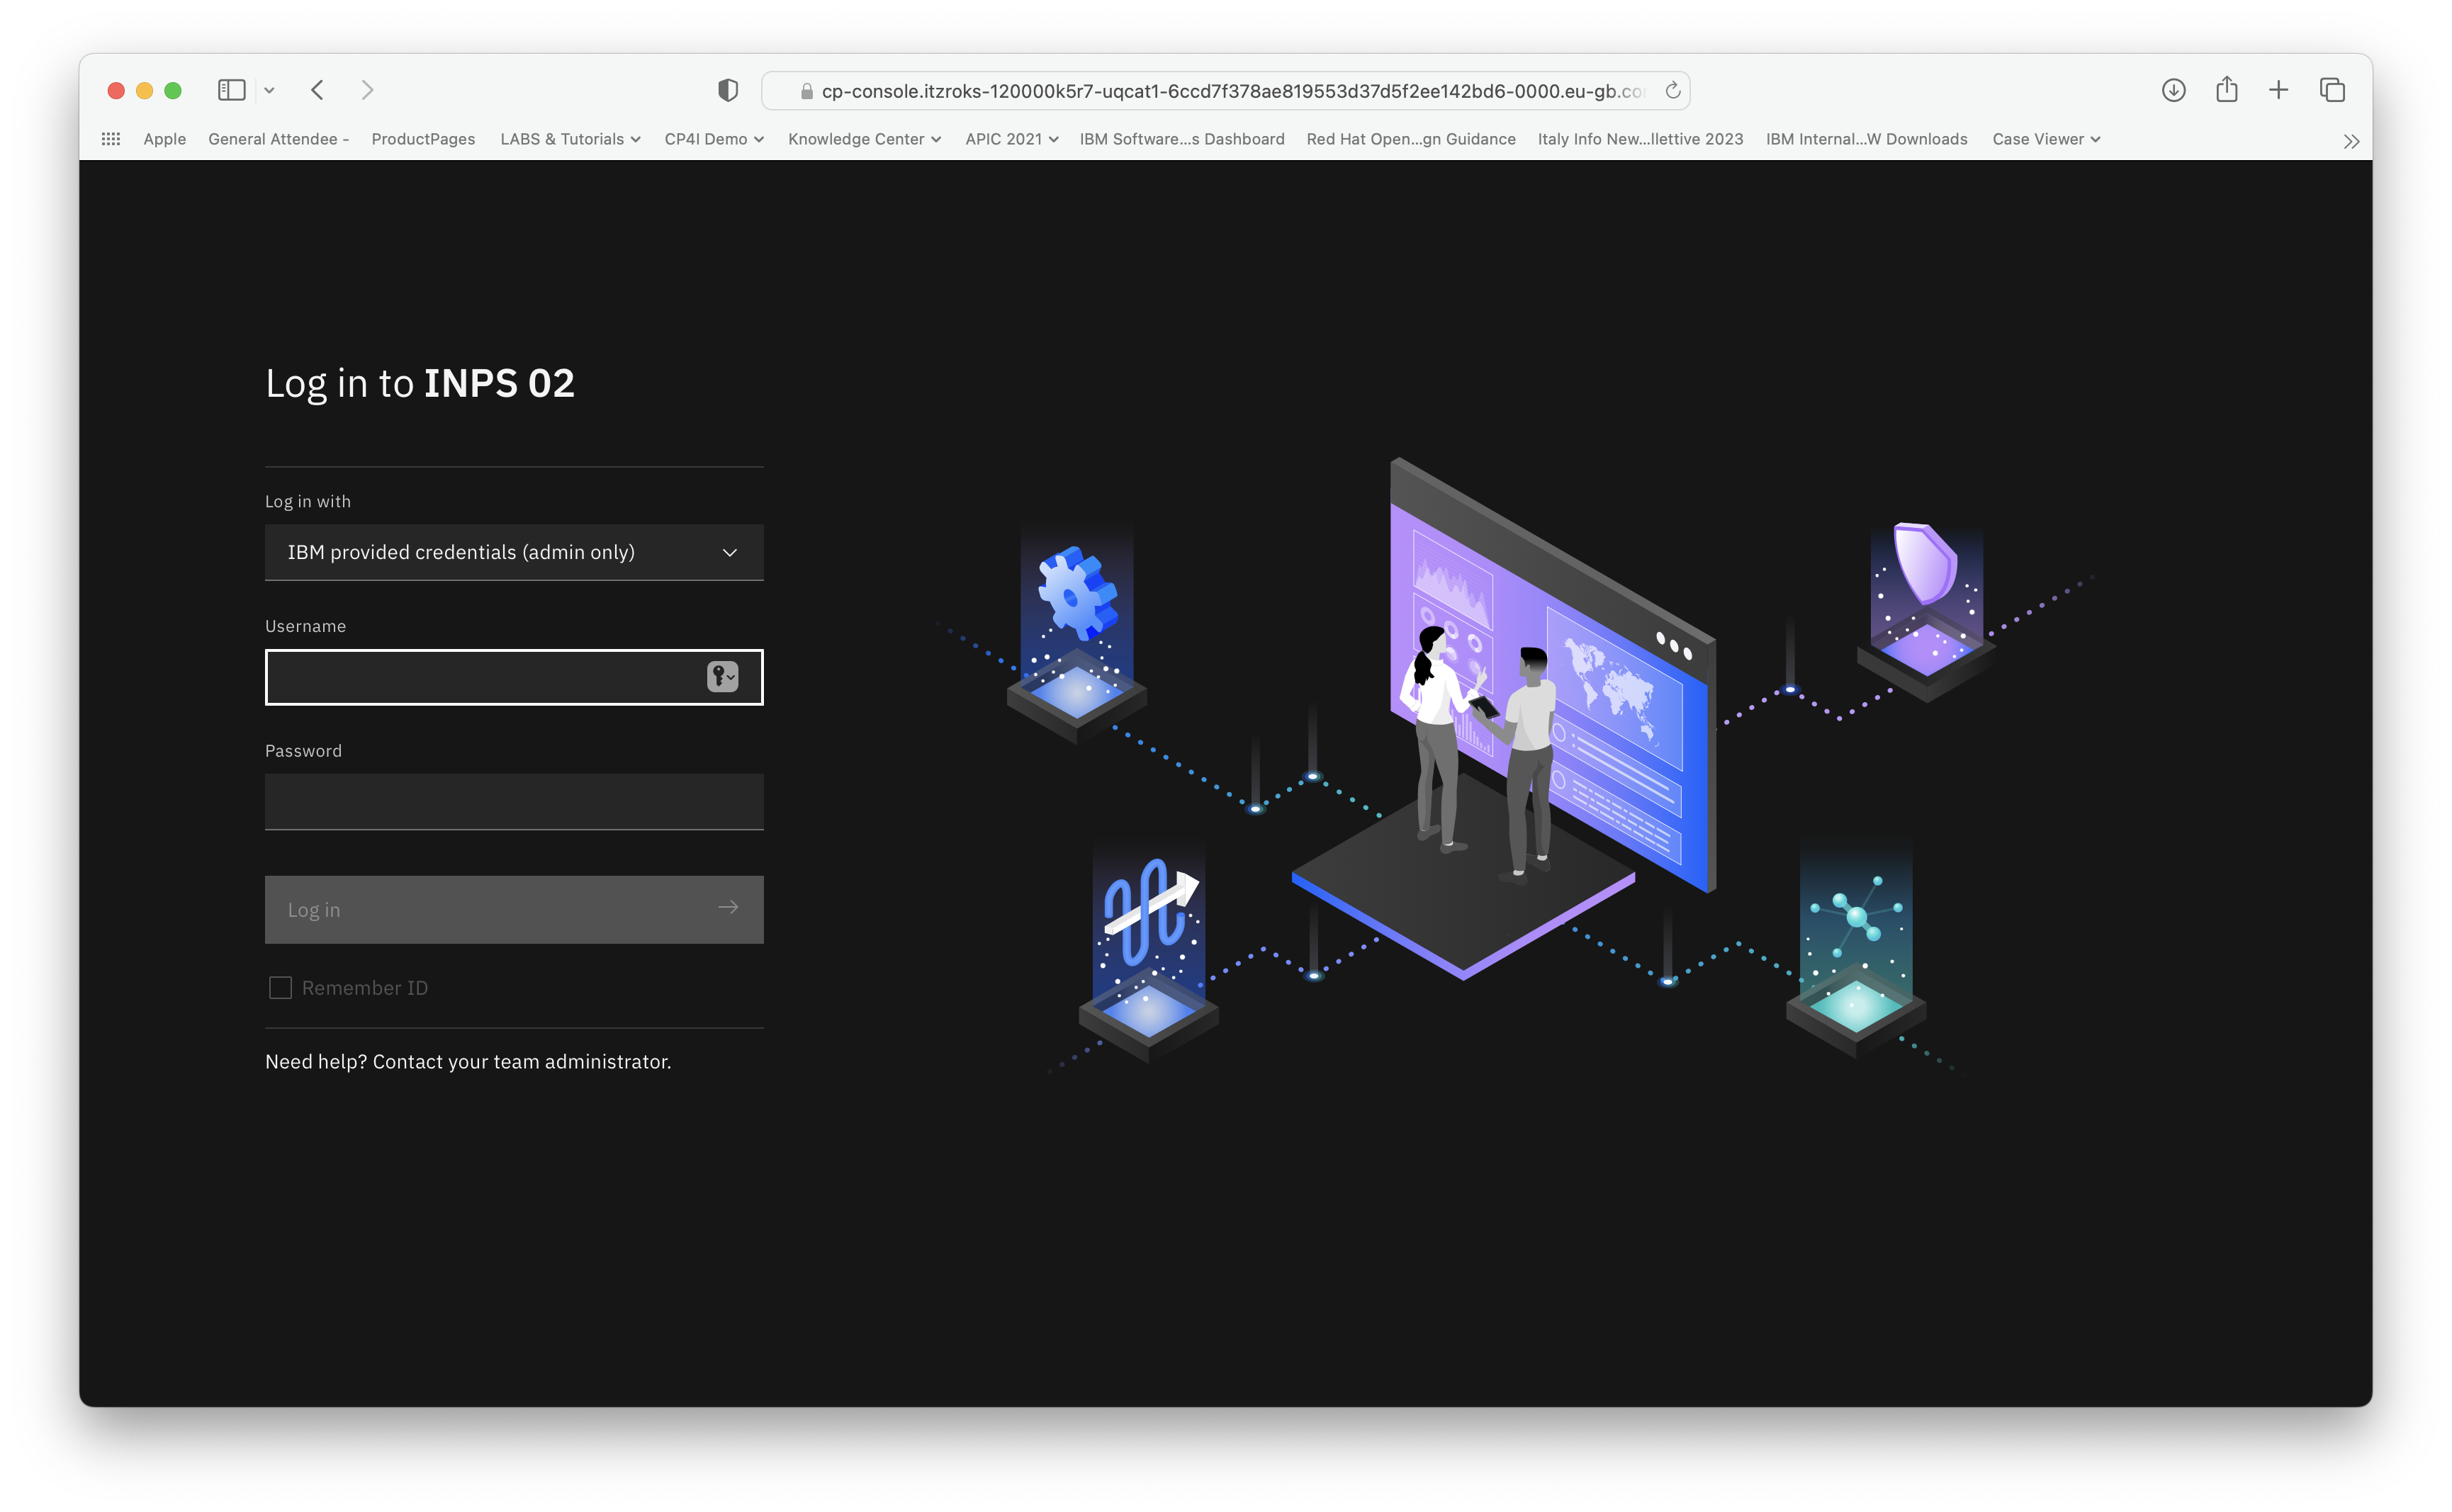 cp-console.itzroks-120000k5r7-uqcat1-6ccd7f378ae819553d37d5f2ee142bd6-0000.eu-gb.co
Apple General Attendee - ProductPages LABS & Tutorials CP4I Demo Knowledge Center APIC 2021 IBM Software...s Dashboard Red Hat Open...gn Guidance Italy Info New...llettive 2023 IBM Internal...W Downloads Case Viewer
Log in to INPS 02
Log in with
IBM provided credentials (admin only)
Username
Password
Log in
Remember ID
Need help? Contact your team administrator.